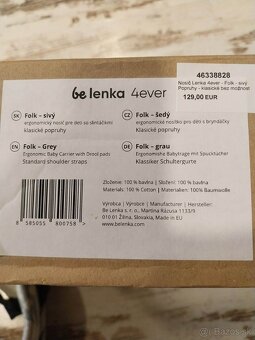 be lenka 4ever
46338828
Nosič Lenka 4ever - Folk - sivý
Popruhy - klasické bez možnost
129,00 EUR
SK Folk – sivý
ergonomický nosič pre deti so slintáčikmi
klasické popruhy
CZ Folk – šedý
ergonomické nosítko pro děti s bryndáčky
klasické popruhy
EN Folk – Grey
Ergonomic Baby Carrier with Drool pads
Standard shoulder straps
DE Folk – grau
Ergonomische Babytrage mit Spucktücher
Klassiker Schultergurte
8 585055 800758 >
Zloženie: 100 % bavlna | Složení: 100 % bavlna
Materials: 100 % Cotton | Materialien: 100% Baumwolle
Výrobca | Výrobce | Manufacturer | Hersteller:
Be Lenka s. r. o., Martina Rázusa 1133/9
010 01 Žilina, Slovakia, Made in EU
www.belenka.com
bazos.sk